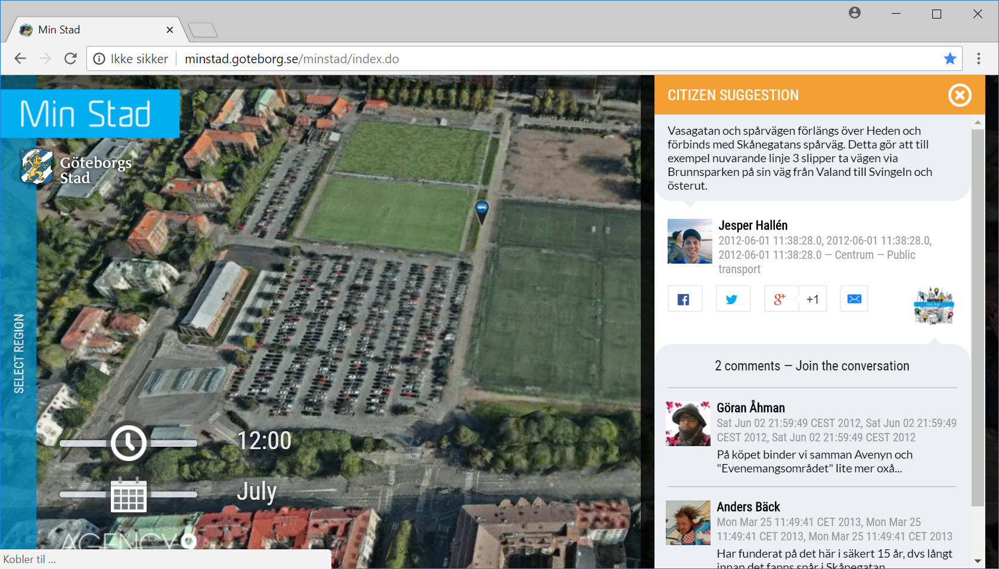 Min Stad
Ikke sikker
minstad.goteborg.se/minstad/index.do
Min Stad
Göteborgs
Stad
SELECT REGION
12:00
July
AGENCY9
Kobler til ...
CITIZEN SUGGESTION
Vasagatan och spårvägen förlängs över Heden och
förbinds med Skånegatans spårväg. Detta gör att till
exempel nuvarande linje 3 slipper ta vägen via
Brunnsparken på sin väg från Valand till Svingeln och
österut.
Jesper Hallén
2012-06-01 11:38:28.0, 2012-06-01 11:38:28.0,
2012-06-01 11:38:28.0 — Centrum — Public
transport
g+ +1
Min Stad
2 comments — Join the conversation
Göran Åhman
Sat Jun 02 21:59:49 CEST 2012, Sat Jun 02 21:59:49
CEST 2012, Sat Jun 02 21:59:49 CEST 2012
På köpet binder vi samman Avenyn och
"Evenemangsområdet" lite mer oxå...
Anders Bäck
Mon Mar 25 11:49:41 CET 2013, Mon Mar 25
11:49:41 CET 2013, Mon Mar 25 11:49:41 CET 2013
Har funderat på det här i säkert 15 år, dvs långt
innan det fanns spår i Skånegatan